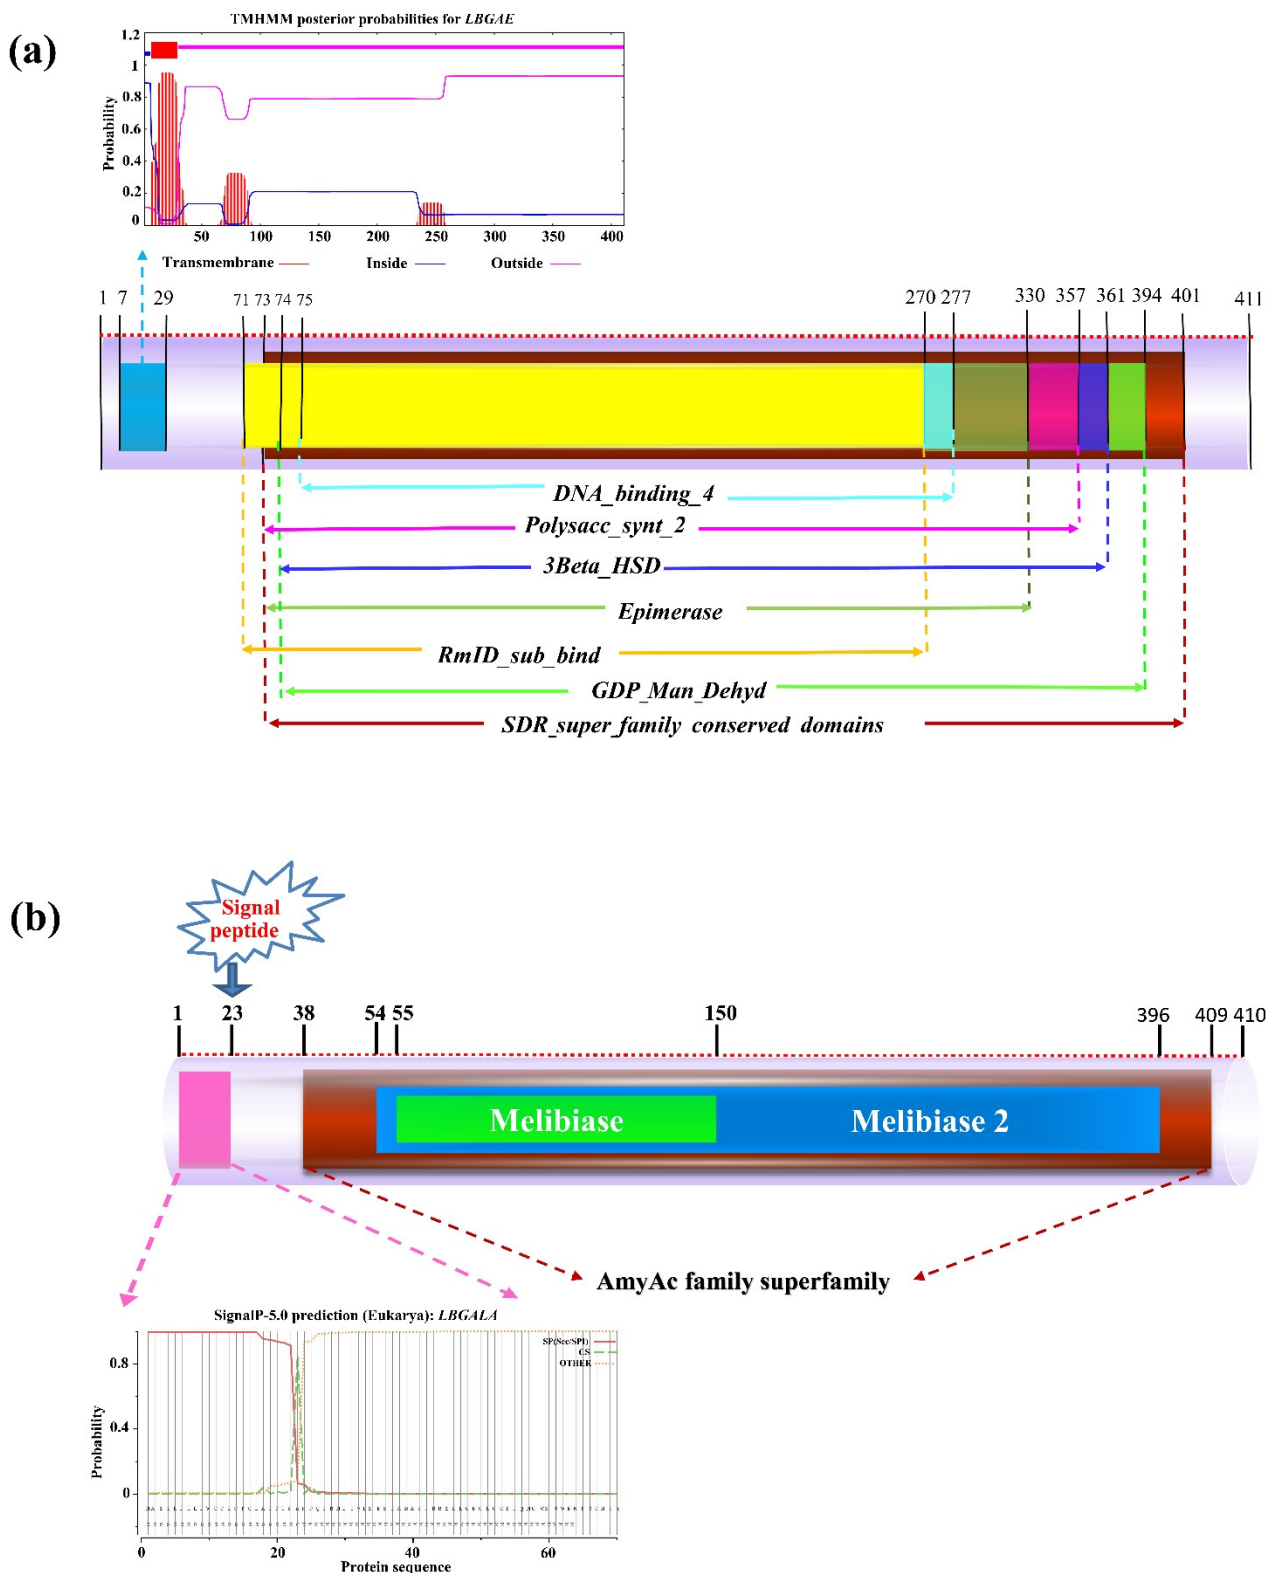 (a)
TMHMM posterior probabilities for LBGAE
1.2
1
0.8
0.6
0.4
0.2
0
Probability
50 100 150 200 250 300 350 400
Transmembrane Inside Outside
1 7 29 71 73 74 75 270 277 330 357 361 394 401 411
DNA_binding_4
Polysacc_synt_2
3Beta_HSD
Epimerase
RmID_sub_bind
GDP_Man_Dehyd
SDR_super_family conserved domains
(b)
Signal
peptide
1 23 38 54 55 150 396 409 410
Melibiase Melibiase 2
AmyAc family superfamily
SignalP-5.0 prediction (Eukarya): LBGALA
SP(Sec/SPI)
CS
OTHER
0.8
0.4
0
Probability
0 20 40 60
Protein sequence